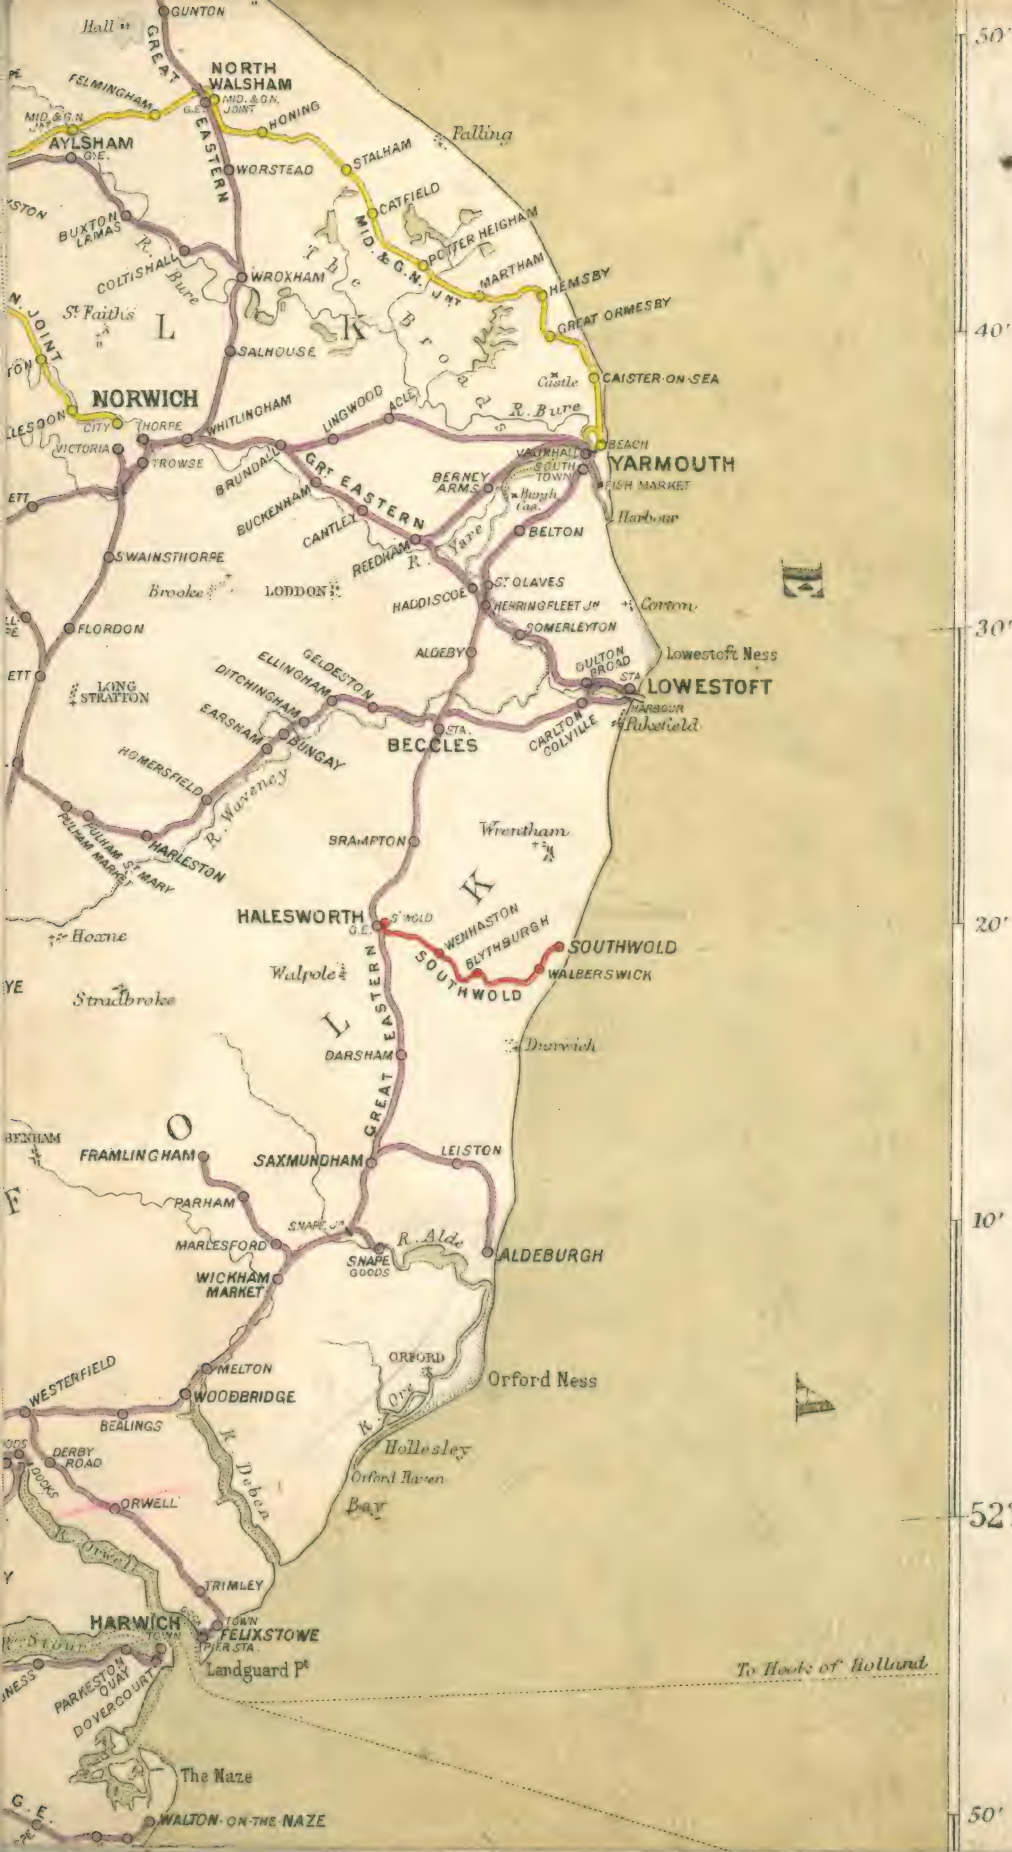 GUNTON
Hall
GREAT
EASTERN
NORTH
WALSHAM
MID. & G.N.
JOINT
G.E.
FELMINGHAM
MID. & G.N.
AYLSHAM
G.E.
HONING
Palling
WORSTEAD
STALHAM
CATFIELD
BUXTON
LAMAS
R. Bure
COLTISHALL
WROXHAM
The Broads
MID. & G.N. JNT
POTTER HEIGHAM
MARTHAM
HEMSBY
GREAT ORMESBY
N. JOINT
St Faith's
L
K
SALHOUSE
Castle
CAISTER-ON-SEA
NORWICH
CITY
THORPE
VICTORIA
TROWSE
WHITLINGHAM
LINGWOOD
ACLE
R. Bure
BRUNDALL
GRT EASTERN
BUCKENHAM
CANTLEY
REEDHAM
BERNEY
ARMS
Burgh
Cas.
VAUXHALL
SOUTH
TOWN
BEACH
YARMOUTH
FISH MARKET
Harbour
ETT
SWAINSTHORPE
BELTON
R. Yare
Brooke
LODDON
HADDISCOE
ST OLAVES
HERRINGFLEET JN
Corton
SOMERLEYTON
FLORDON
ALDEBY
OULTON
BROAD
Lowestoft Ness
STA.
LOWESTOFT
HARBOUR
Pakefield
ETT
LONG
STRATTON
GELDESTON
ELLINGHAM
DITCHINGHAM
EARSHAM
BUNGAY
STA.
BECCLES
CARLTON
COLVILLE
HOMERSFIELD
R. Waveney
PULHAM MARKET
PULHAM ST MARY
HARLESTON
BRAMPTON
Wrentham
K
HALESWORTH
G.E.
S'WOLD
WENHASTON
BLYTHBURGH
SOUTHWOLD
SOUTHWOLD
WALBERSWICK
Hoxne
YE
Stradbroke
Walpole
L
GREAT EASTERN
DARSHAM
Dunwich
O
BENHAM
FRAMLINGHAM
SAXMUNDHAM
LEISTON
F
PARHAM
SNAPE JN
MARLESFORD
SNAPE
GOODS
R. Alde
ALDEBURGH
WICKHAM
MARKET
MELTON
ORFORD
R. Ore
Orford Ness
WESTERFIELD
WOODBRIDGE
BEALINGS
DERBY
ROAD
DOCKS
R. Deben
Hollesley
Orford Haven
Bay
ORWELL
R. Orwell
TRIMLEY
HARWICH
TOWN
TOWN
FELIXSTOWE
PIER STA.
R. Stour
Landguard Pt
PARKESTON
QUAY
DOVERCOURT
To Hook of Holland
The Naze
G.E.
WALTON-ON-THE-NAZE
50'
40'
30'
20'
10'
52°
50'